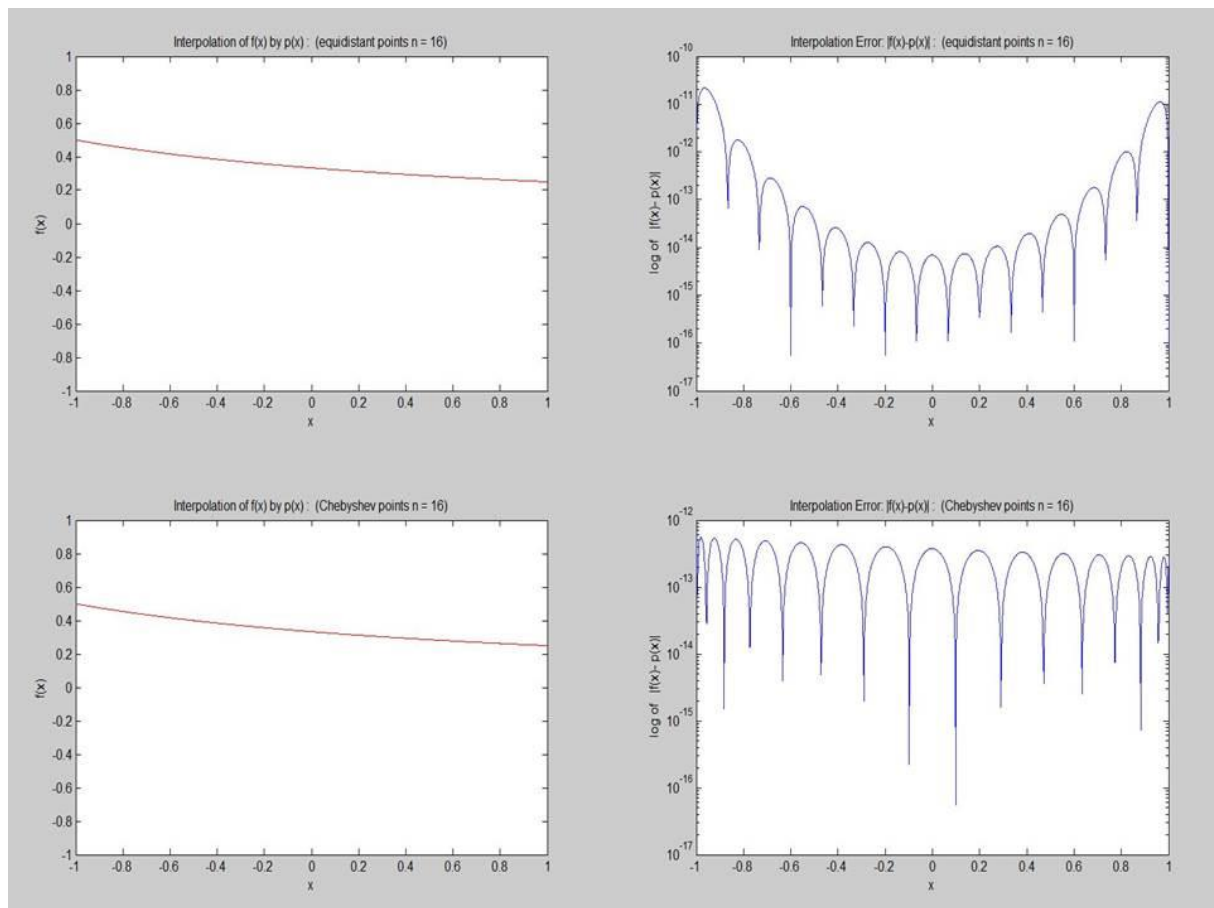 Interpolation of f(x) by p(x) : (equidistant points n = 16)
1
0.8
0.6
0.4
0.2
0
-0.2
-0.4
-0.6
-0.8
-1
f(x)
-1 -0.8 -0.6 -0.4 -0.2 0 0.2 0.4 0.6 0.8 1
x
Interpolation Error: |f(x)-p(x)| : (equidistant points n = 16)
10^-10
10^-11
10^-12
10^-13
10^-14
10^-15
10^-16
10^-17
log of |f(x)- p(x)|
-1 -0.8 -0.6 -0.4 -0.2 0 0.2 0.4 0.6 0.8 1
x
Interpolation of f(x) by p(x) : (Chebyshev points n = 16)
1
0.8
0.6
0.4
0.2
0
-0.2
-0.4
-0.6
-0.8
-1
f(x)
-1 -0.8 -0.6 -0.4 -0.2 0 0.2 0.4 0.6 0.8 1
x
Interpolation Error: |f(x)-p(x)| : (Chebyshev points n = 16)
10^-12
10^-13
10^-14
10^-15
10^-16
10^-17
log of |f(x)- p(x)|
-1 -0.8 -0.6 -0.4 -0.2 0 0.2 0.4 0.6 0.8 1
x